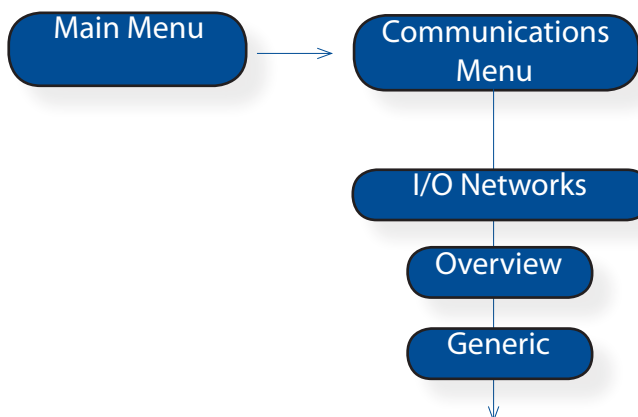 Main Menu
Communications
Menu
I/O Networks
Overview
Generic